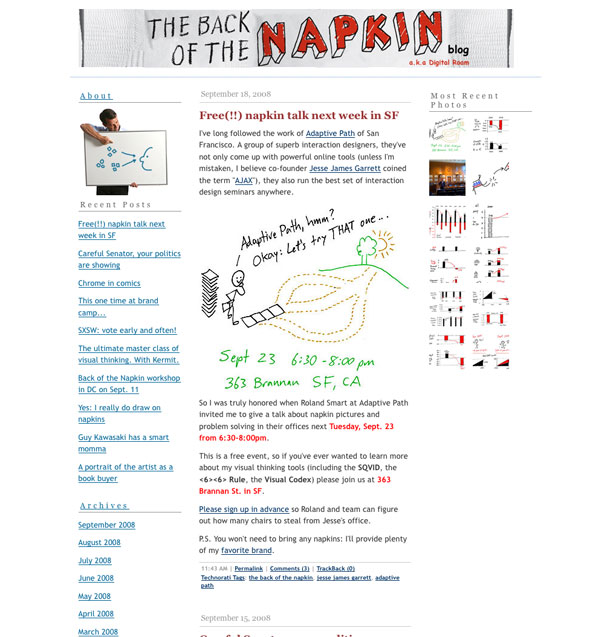 THE BACK
OF THE
NAPKIN
blog
a.k.a Digital Roam
About
Recent Posts
Free(!!) napkin talk next
week in SF
Careful Senator, your politics
are showing
Chrome in comics
This one time at brand
camp...
SXSW: vote early and often!
The ultimate master class of
visual thinking. With Kermit.
Back of the Napkin workshop
in DC on Sept. 11
Yes: I really do draw on
napkins
Guy Kawasaki has a smart
momma
A portrait of the artist as a
book buyer
Archives
September 2008
August 2008
July 2008
June 2008
May 2008
April 2008
March 2008
September 18, 2008
Free(!!) napkin talk next week in SF
I've long followed the work of Adaptive Path of San
Francisco. A group of superb interaction designers, they've
not only come up with powerful online tools (unless I'm
mistaken, I believe co-founder Jesse James Garrett coined
the term "AJAX"), they also run the best set of interaction
design seminars anywhere.
Adaptive Path, hmm?
Okay: Let's try THAT one...
Sept 23 6:30-8:00 pm
363 Brannan SF, CA
So I was truly honored when Roland Smart at Adaptive Path
invited me to give a talk about napkin pictures and
problem solving in their offices next Tuesday, Sept. 23
from 6:30-8:00pm.
This is a free event, so if you've ever wanted to learn more
about my visual thinking tools (including the SQVID, the
<6><6> Rule, the Visual Codex) please join us at 363
Brannan St. in SF.
Please sign up in advance so Roland and team can figure
out how many chairs to steal from Jesse's office.
P.S. You won't need to bring any napkins: I'll provide plenty
of my favorite brand.
11:43 AM | Permalink | Comments (3) | TrackBack (0)
Technorati Tags: the back of the napkin, jesse james garrett, adaptive
path
September 15, 2008
Most Recent
Photos